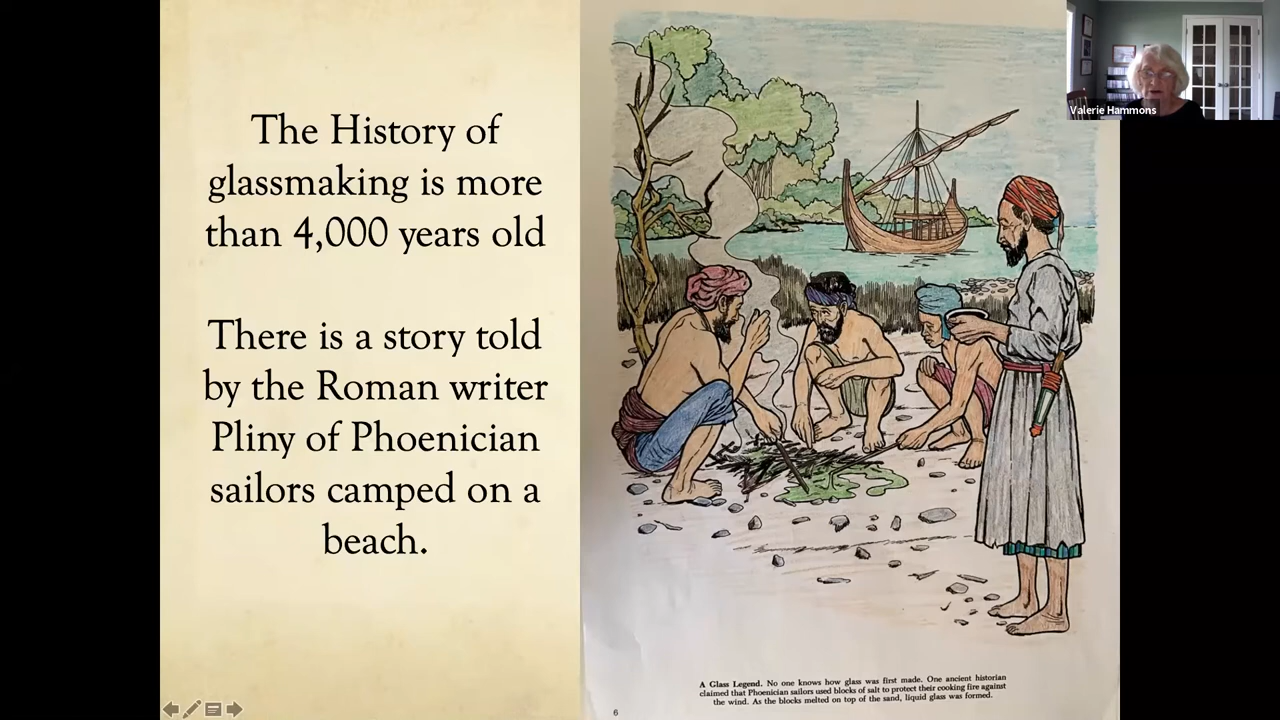 The History of
glassmaking is more
than 4,000 years old
There is a story told
by the Roman writer
Pliny of Phoenician
sailors camped on a
beach.
Valerie Hammons
A Glass Legend. No one knows how glass was first made. One ancient historian
claimed that Phoenician sailors used blocks of salt to protect their cooking fire against
the wind. As the blocks melted on top of the sand, liquid glass was formed.
6